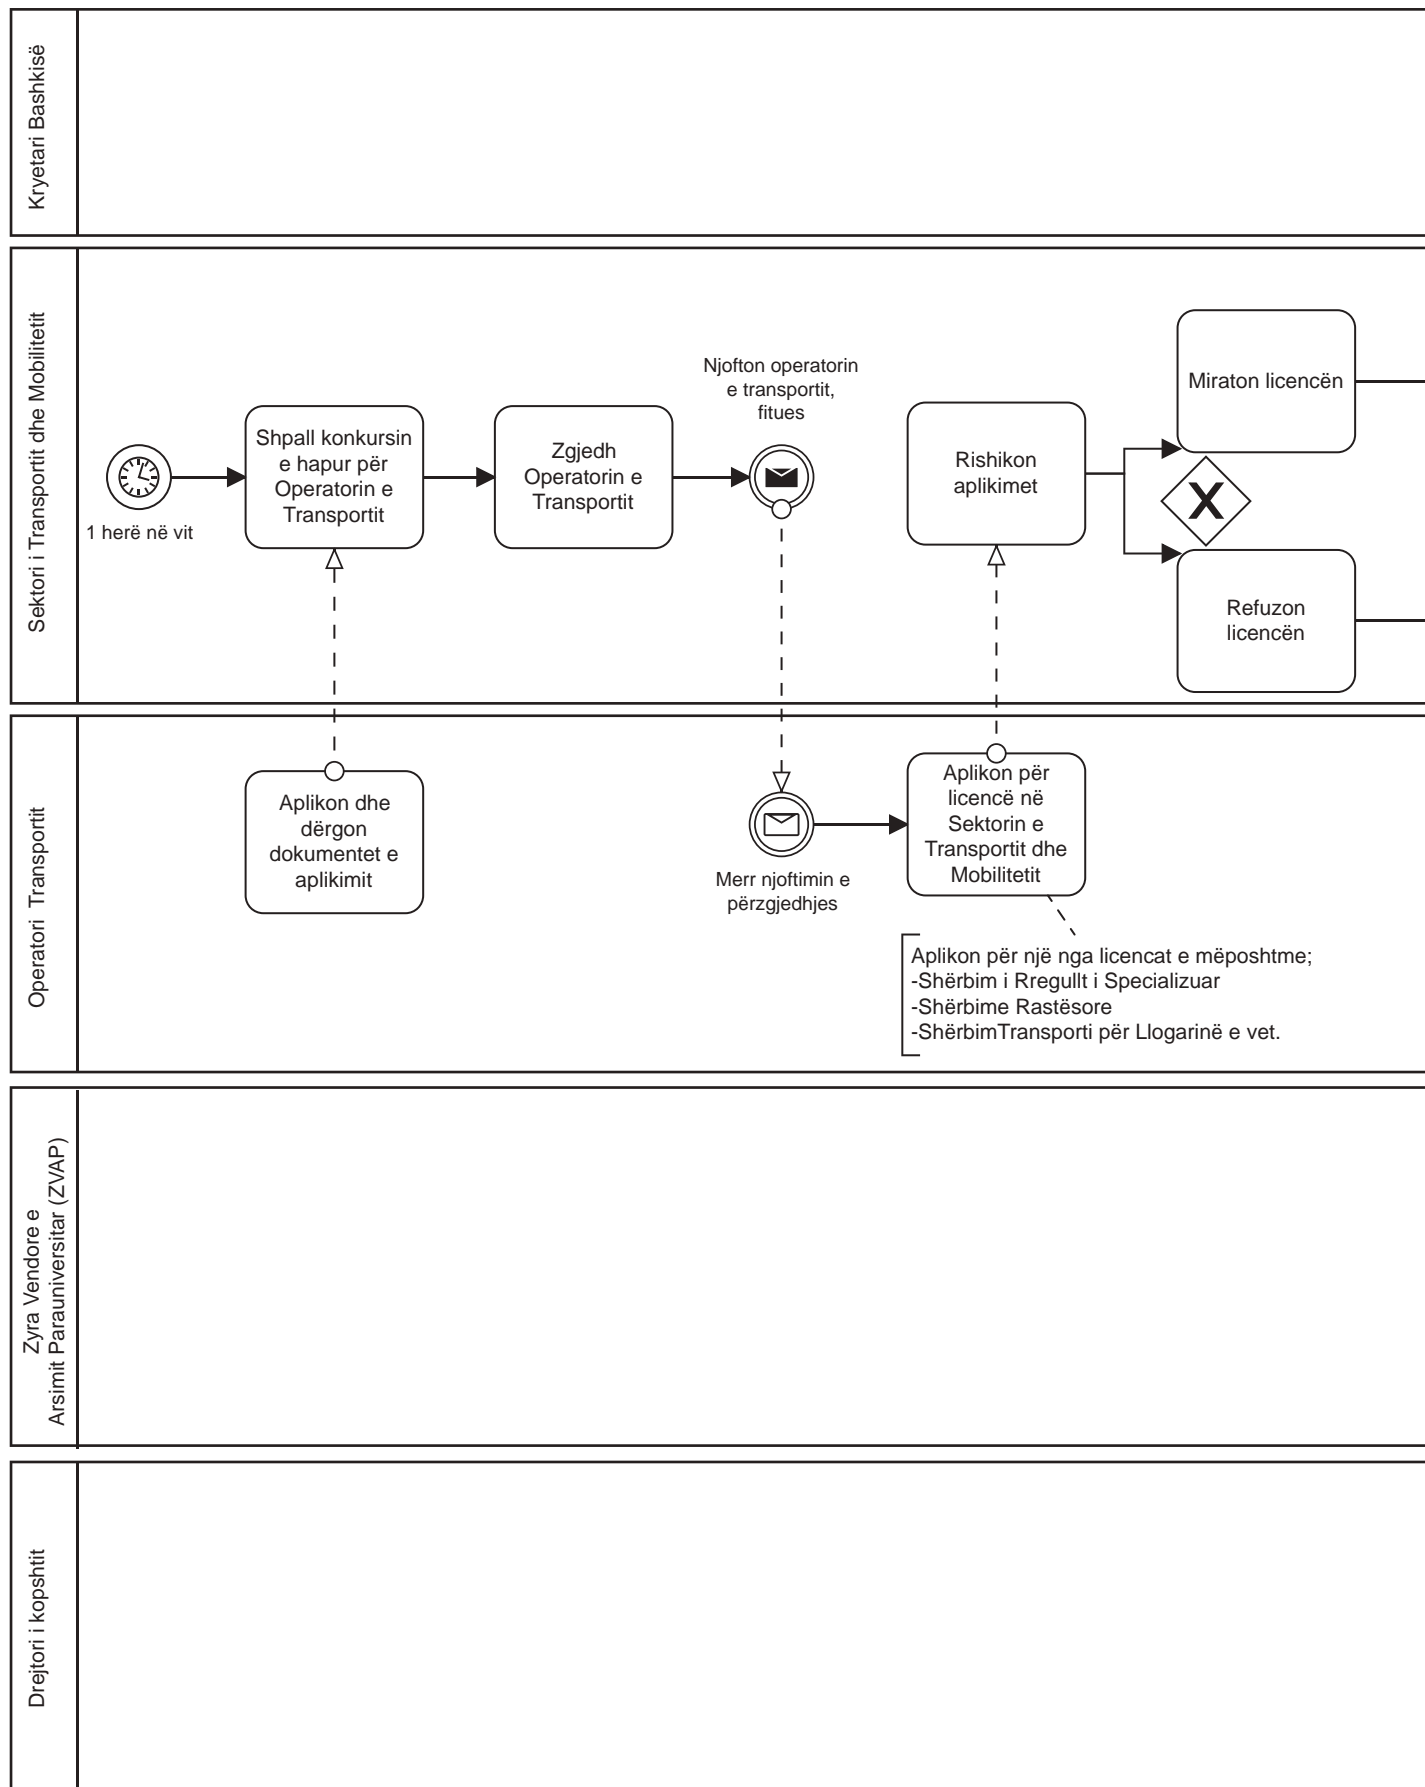 Kryetari Bashkisë
Sektori i Transportit dhe Mobilitetit
1 herë në vit
Shpall konkursin
e hapur për
Operatorin e
Transportit
Zgjedh
Operatorin e
Transportit
Njofton operatorin
e transportit,
fitues
Rishikon
aplikimet
Miraton licencën
X
Refuzon
licencën
Operatori Transportit
Aplikon dhe
dërgon
dokumentet e
aplikimit
Merr njoftimin e
përzgjedhjes
Aplikon për
licencë në
Sektorin e
Transportit dhe
Mobilitetit
Aplikon për një nga licencat e mëposhtme;
-Shërbim i Rregullt i Specializuar
-Shërbime Rastësore
-ShërbimTransporti për Llogarinë e vet.
Zyra Vendore e
Arsimit Parauniversitar (ZVAP)
Drejtori i kopshtit